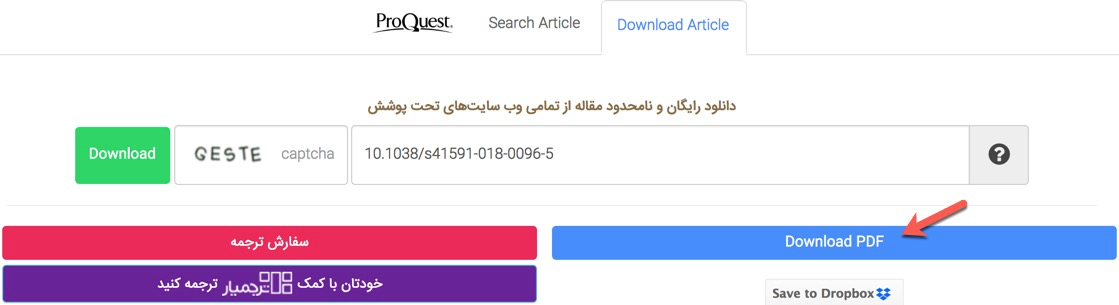 ProQuest. Search Article Download Article
دانلود رایگان و نامحدود مقاله از تمامی وب سایت‌های تحت پوشش
Download GESTE captcha 10.1038/s41591-018-0096-5 ?
سفارش ترجمه Download PDF
خودتان با کمک ترجمیار ترجمه کنید
Save to Dropbox